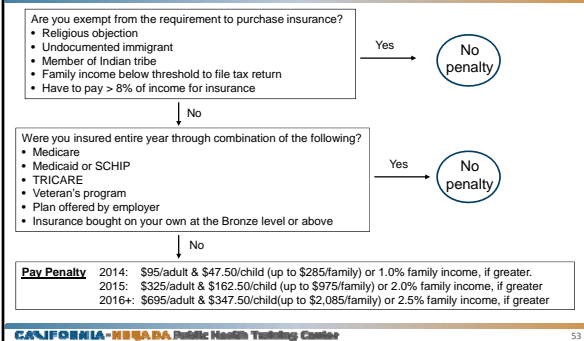 Are you exempt from the requirement to purchase insurance?
• Religious objection
• Undocumented immigrant
• Member of Indian tribe
• Family income below threshold to file tax return
• Have to pay > 8% of income for insurance
Yes
No
penalty
No
Were you insured entire year through combination of the following?
• Medicare
• Medicaid or SCHIP
• TRICARE
• Veteran's program
• Plan offered by employer
• Insurance bought on your own at the Bronze level or above
Yes
No
penalty
No
Pay Penalty 2014: $95/adult & $47.50/child (up to $285/family) or 1.0% family income, if greater.
2015: $325/adult & $162.50/child (up to $975/family) or 2.0% family income, if greater
2016+: $695/adult & $347.50/child(up to $2,085/family) or 2.5% family income, if greater
CALIFORNIA-NEVADA Public Health Training Center
53